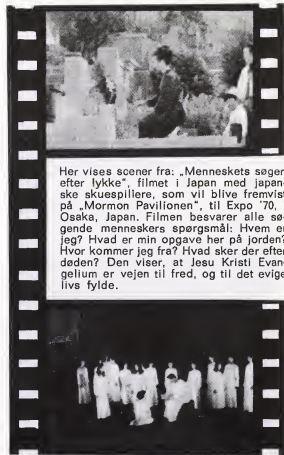 Her vises scener fra: „Menneskets søgen
efter lykke“, filmet i Japan med japan-
ske skuespillere, som vil blive fremvist
på „Mormon Pavilionen“, til Expo '70, i
Osaka, Japan. Filmen besvarer alle sø-
gende menneskers spørgsmål: Hvem er
jeg? Hvad er min opgave her på jorden?
Hvor kommer jeg fra? Hvad sker der efter
døden? Den viser, at Jesu Kristi Evan-
gelium er vejen til fred, og til det evige
livs fylde.